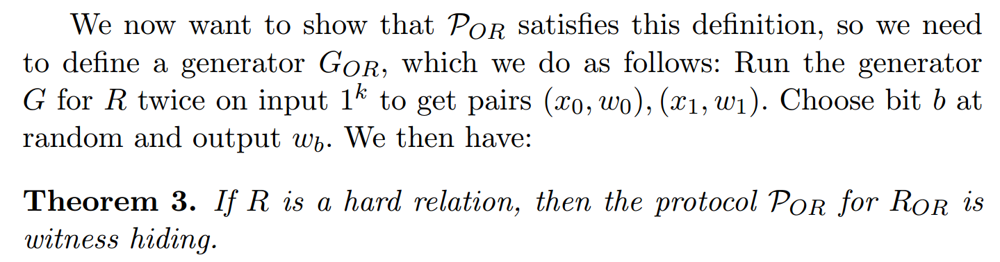 We now want to show that $\mathcal{P}_{OR}$ satisfies this definition, so we need
to define a generator $G_{OR}$, which we do as follows: Run the generator
$G$ for $R$ twice on input $1^k$ to get pairs $(x_0, w_0), (x_1, w_1)$. Choose bit $b$ at
random and output $w_b$. We then have:
Theorem 3. If $R$ is a hard relation, then the protocol $\mathcal{P}_{OR}$ for $R_{OR}$ is
witness hiding.